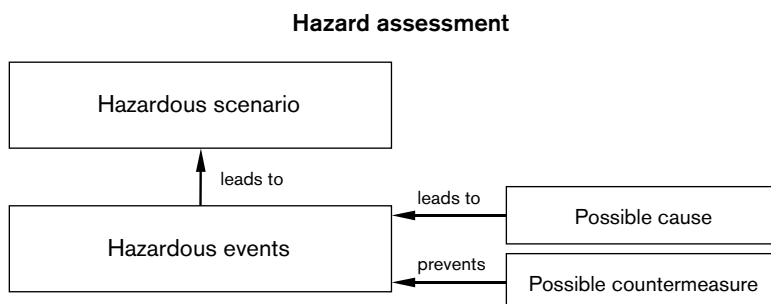 Hazard assessment
Hazardous scenario
leads to
leads to
Hazardous events
Possible cause
prevents
Possible countermeasure